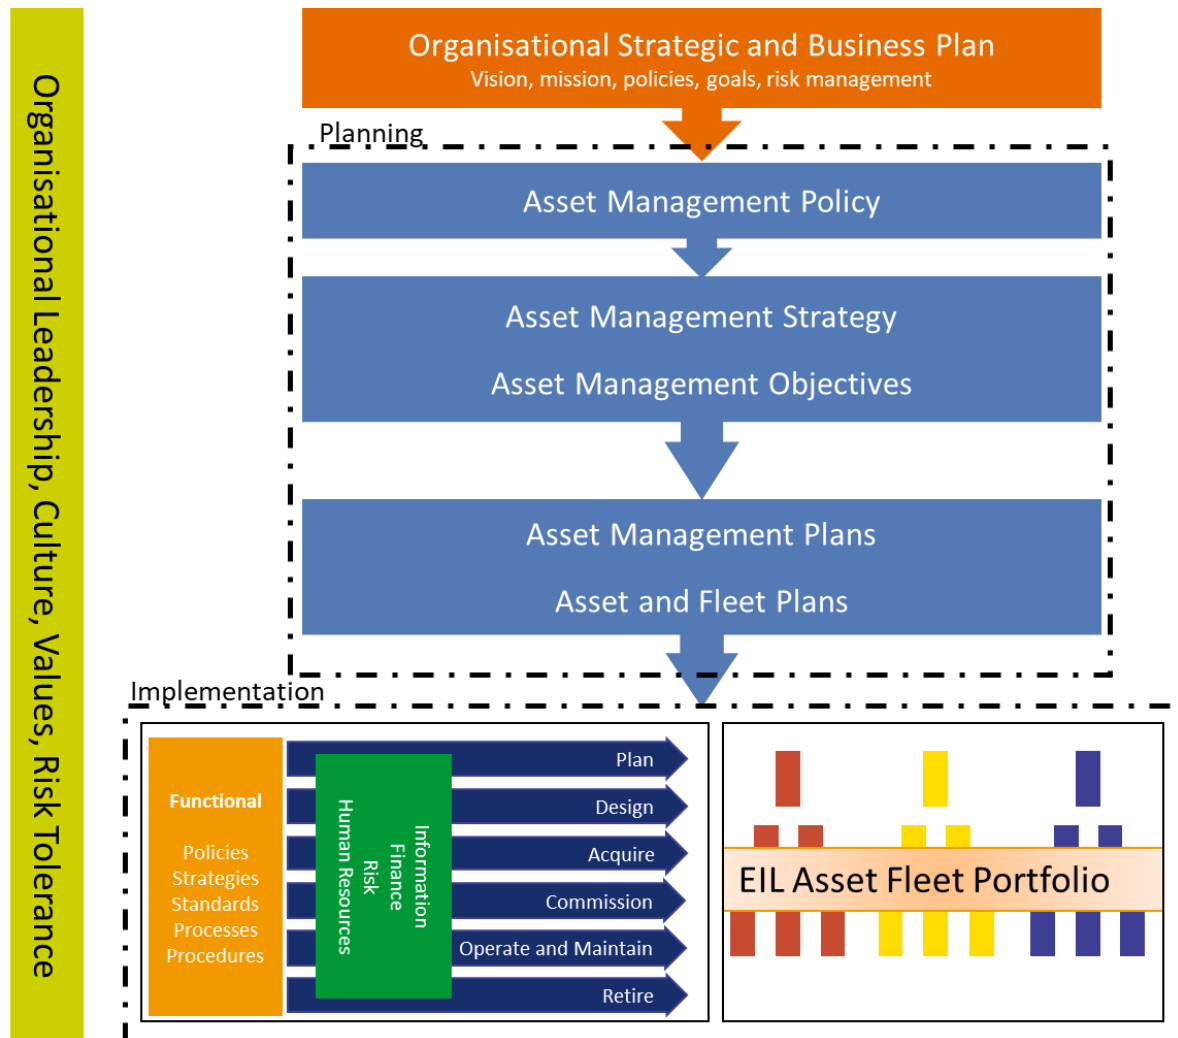 Organisational Leadership, Culture, Values, Risk Tolerance
Organisational Strategic and Business Plan
Vision, mission, policies, goals, risk management
Planning
Asset Management Policy
Asset Management Strategy
Asset Management Objectives
Asset Management Plans
Asset and Fleet Plans
Implementation
Functional
Policies
Strategies
Standards
Processes
Procedures
Information
Finance
Risk
Human Resources
Plan
Design
Acquire
Commission
Operate and Maintain
Retire
EIL Asset Fleet Portfolio